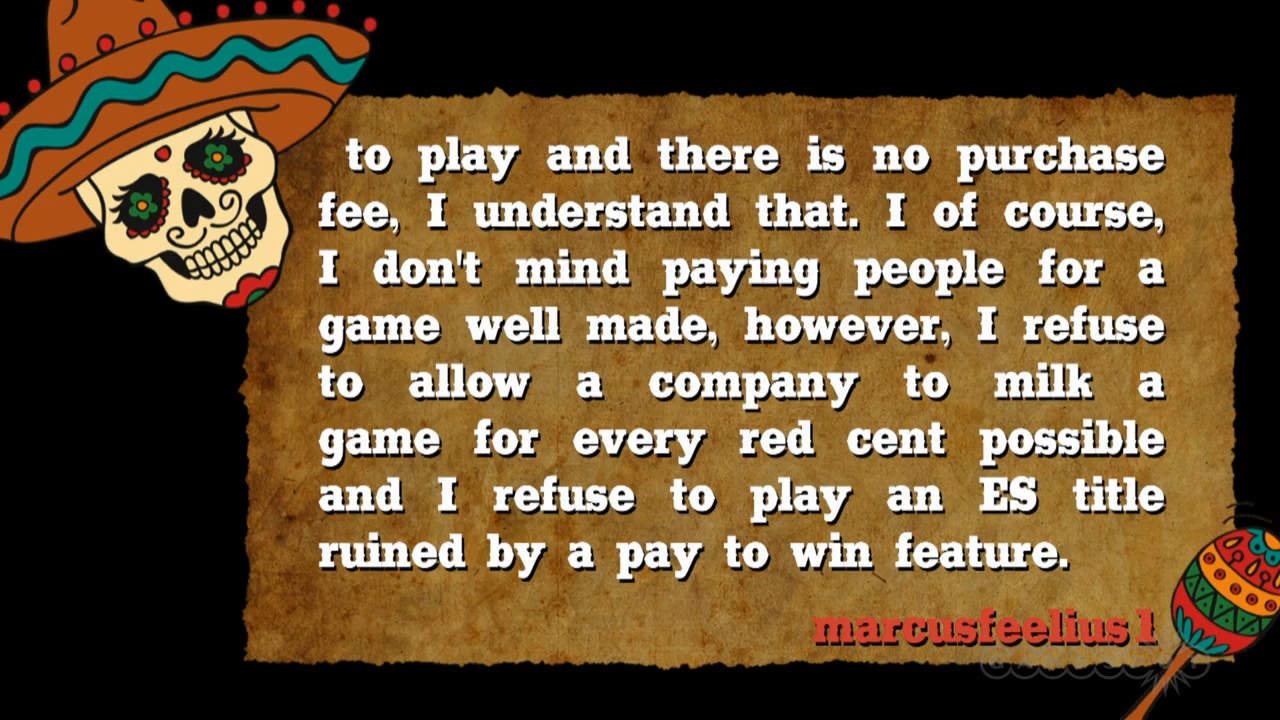 to play and there is no purchase
fee, I understand that. I of course,
I don't mind paying people for a
game well made, however, I refuse
to allow a company to milk a
game for every red cent possible
and I refuse to play an ES title
ruined by a pay to win feature.
marcusfeelius1